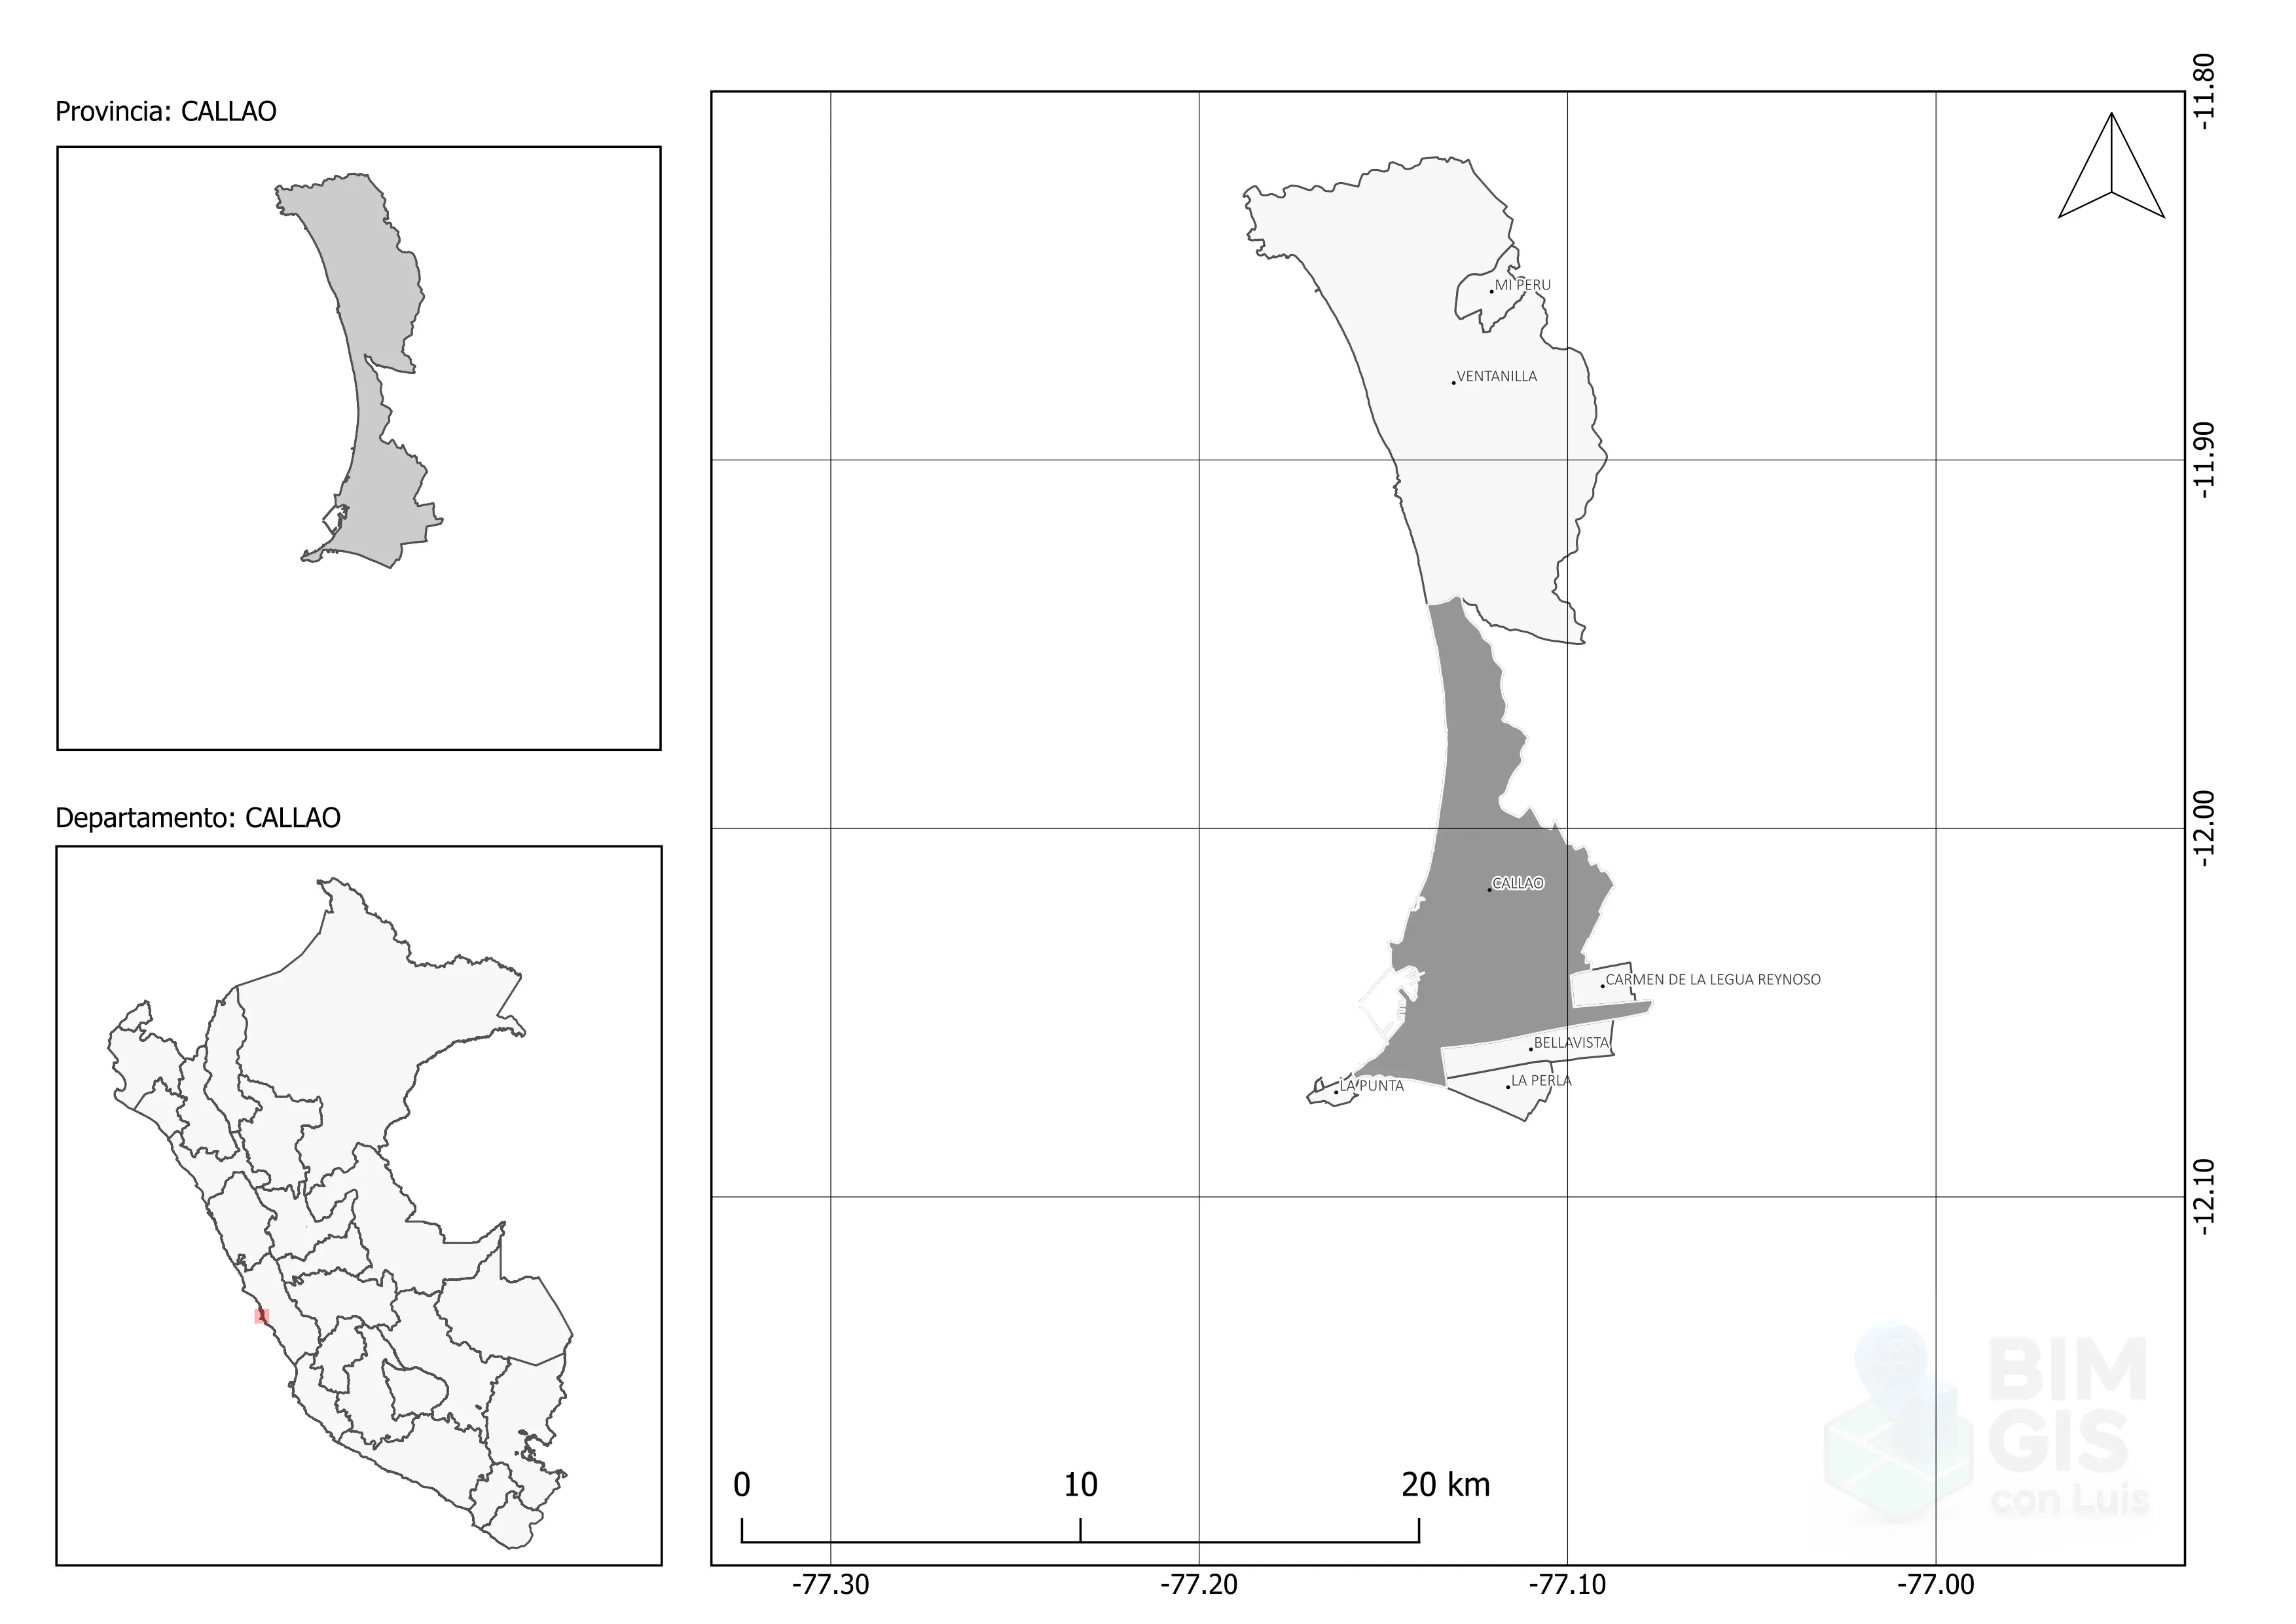 Provincia: CALLAO
Departamento: CALLAO
MI PERU
VENTANILLA
CALLAO
CARMEN DE LA LEGUA REYNOSO
BELLAVISTA
LA PERLA
LA PUNTA
-11.80
-11.90
-12.00
-12.10
0 10 20 km
-77.30 -77.20 -77.10 -77.00
BIM
GIS
con Luis